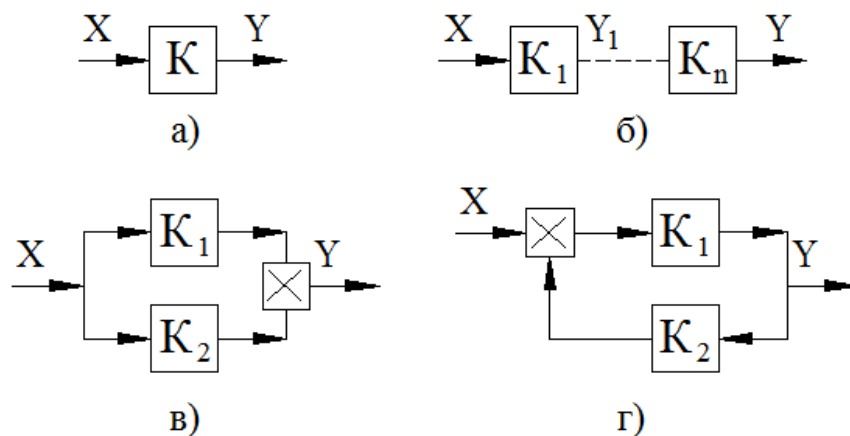 X K Y
а)
X K₁ Y₁ Kₙ Y
б)
X K₁ K₂ Y
в)
X K₁ K₂ Y
г)